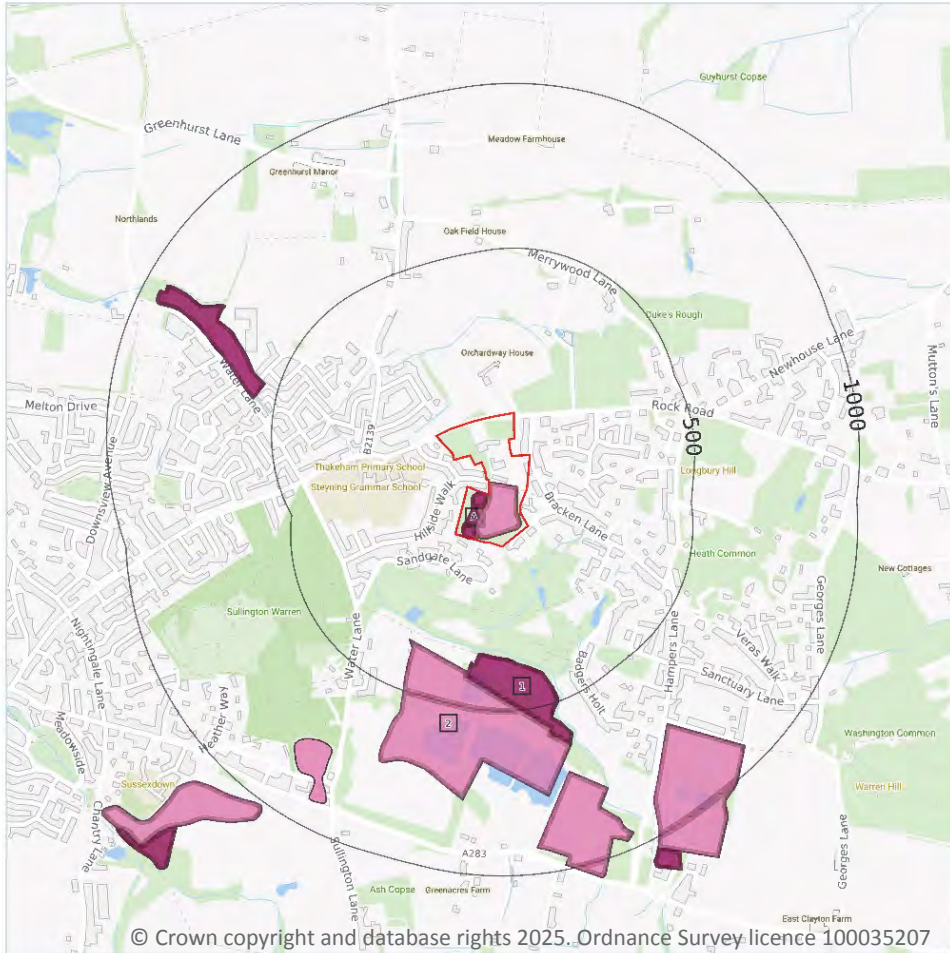 Guyhurst Copse
Greenhurst Lane
Meadow Farmhouse
Greenhurst Manor
Northlands
Oak Field House
Merrywood Lane
Duke's Rough
Newhouse Lane
Mutton's Lane
Orchardway House
Water Lane
Melton Drive
B2139
Rock Road
1000
500
Downsview Avenue
Thakeham Primary School
Steyning Grammar School
Longbury Hill
Hillside Walk
Bracken Lane
Sandgate Lane
Heath Common
New Cottages
Sullington Warren
Georges Lane
Nightingale Lane
Water Lane
Hampers Lane
Veras Walk
Badgers Holt
Sanctuary Lane
1
2
Heather Way
Meadowside
Washington Common
Sussexdown
Warren Hill
Chantry Lane
A283
Sullington Lane
Georges Lane
Ash Copse
Greenacres Farm
East Clayton Farm
© Crown copyright and database rights 2025. Ordnance Survey licence 100035207